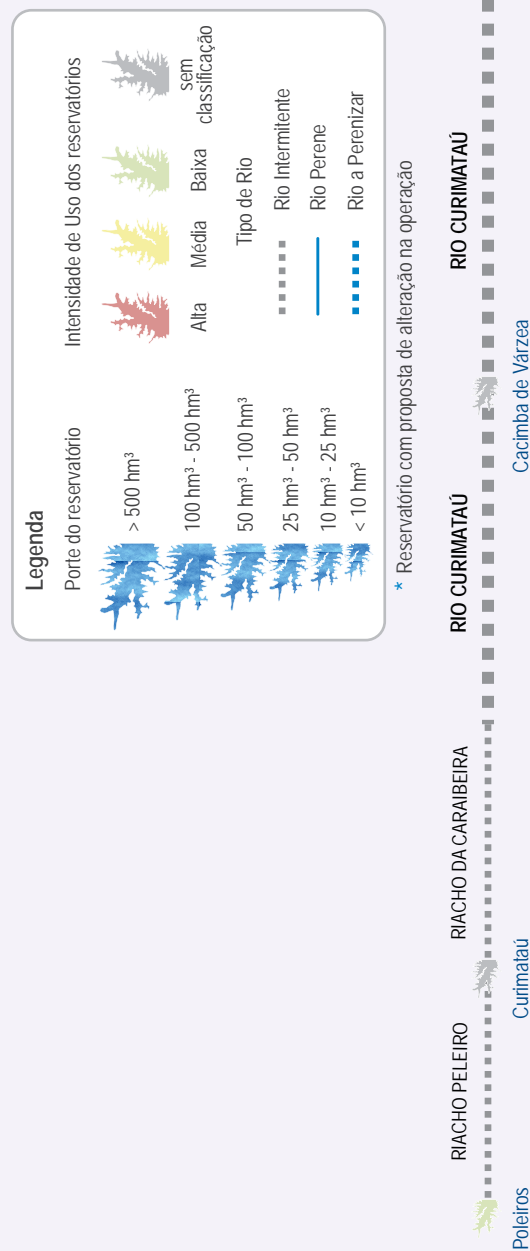 Legenda
Porte do reservatório
> 500 hm³
100 hm³ - 500 hm³
50 hm³ - 100 hm³
25 hm³ - 50 hm³
10 hm³ - 25 hm³
< 10 hm³
Intensidade de Uso dos reservatórios
Alta
Média
Baixa
sem
classificação
Tipo de Rio
Rio Intermitente
Rio Perene
Rio a Perenizar
* Reservatório com proposta de alteração na operação
RIACHO PELEIRO
RIACHO DA CARAIBEIRA
RIO CURIMATAÚ
RIO CURIMATAÚ
Poleiros
Curimataú
Cacimba de Várzea